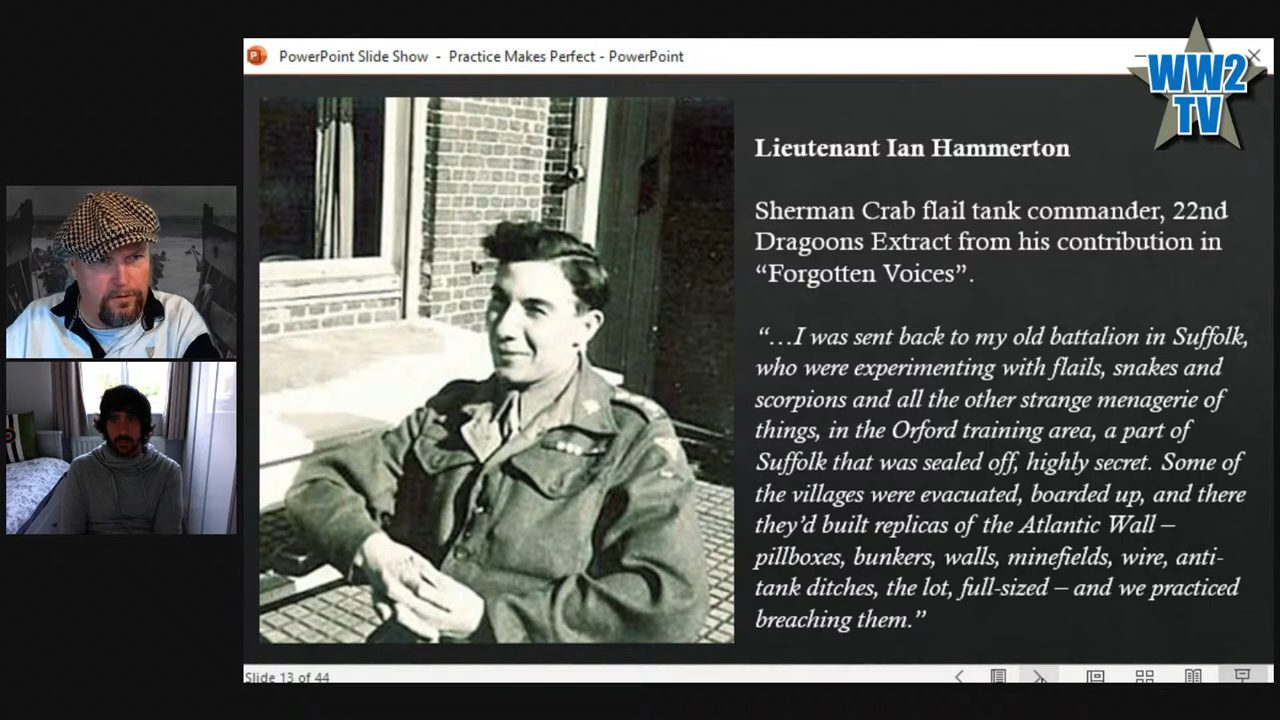 PowerPoint Slide Show - Practice Makes Perfect - PowerPoint
WW2
TV
Lieutenant Ian Hammerton
Sherman Crab flail tank commander, 22nd
Dragoons Extract from his contribution in
“Forgotten Voices”.
“…I was sent back to my old battalion in Suffolk,
who were experimenting with flails, snakes and
scorpions and all the other strange menagerie of
things, in the Orford training area, a part of
Suffolk that was sealed off, highly secret. Some of
the villages were evacuated, boarded up, and there
they’d built replicas of the Atlantic Wall –
pillboxes, bunkers, walls, minefields, wire, anti-
tank ditches, the lot, full-sized – and we practiced
breaching them.”
Slide 13 of 44